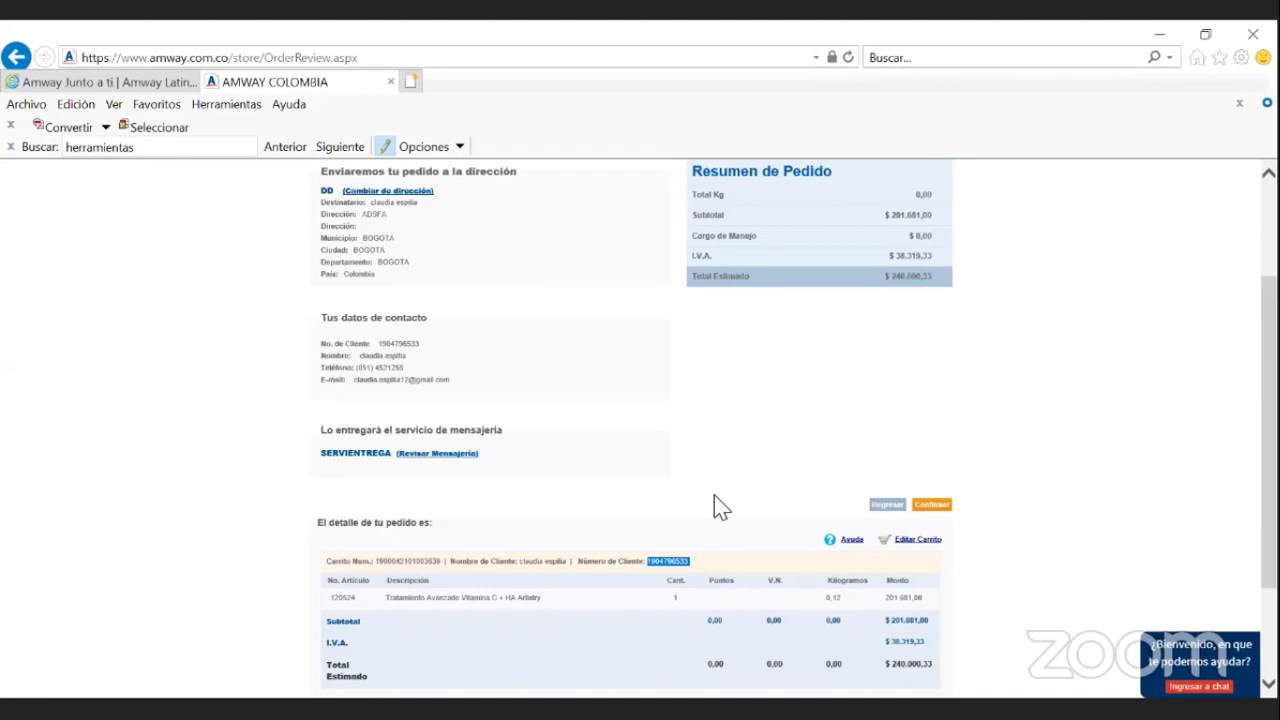 https://www.amway.com.co/store/OrderReview.aspx
Buscar...
Amway Junto a ti | Amway Latin...
AMWAY COLOMBIA
Archivo Edición Ver Favoritos Herramientas Ayuda
Convertir Seleccionar
Buscar: herramientas Anterior Siguiente Opciones
Enviaremos tu pedido a la dirección
DD (Cambiar de dirección)
Destinatario: claudia espitia
Dirección: ADSFA
Dirección:
Municipio: BOGOTA
Ciudad: BOGOTA
Departamento: BOGOTA
País: Colombia
Resumen de Pedido
Total Kg 0,00
Subtotal $ 201.681,00
Cargo de Manejo $ 0,00
I.V.A. $ 38.319,33
Total Estimado $ 240.000,33
Tus datos de contacto
No. de Cliente 1904796533
Nombre: claudia espitia
Teléfono: (051) 4521255
E-mail: claudia.espitia12@gmail.com
Lo entregará el servicio de mensajería
SERVIENTREGA (Revisar Mensajería)
Regresar Continuar
El detalle de tu pedido es:
Ayuda Editar Carrito
Carrito Num.: 1900042101003639 | Nombre de Cliente: claudia espitia | Número de Cliente: 1904796533
No. Artículo Descripción Cant. Puntos V.N. Kilogramos Monto
120524 Tratamiento Avanzado Vitamina C + HA Artistry 1 0,12 201.681,00
Subtotal 0,00 0,00 0,00 $ 201.681,00
I.V.A. $ 38.319,33
Total Estimado 0,00 0,00 0,00 $ 240.000,33
zoom
¿Bienvenido, en que
te podemos ayudar?
Ingresar a chat